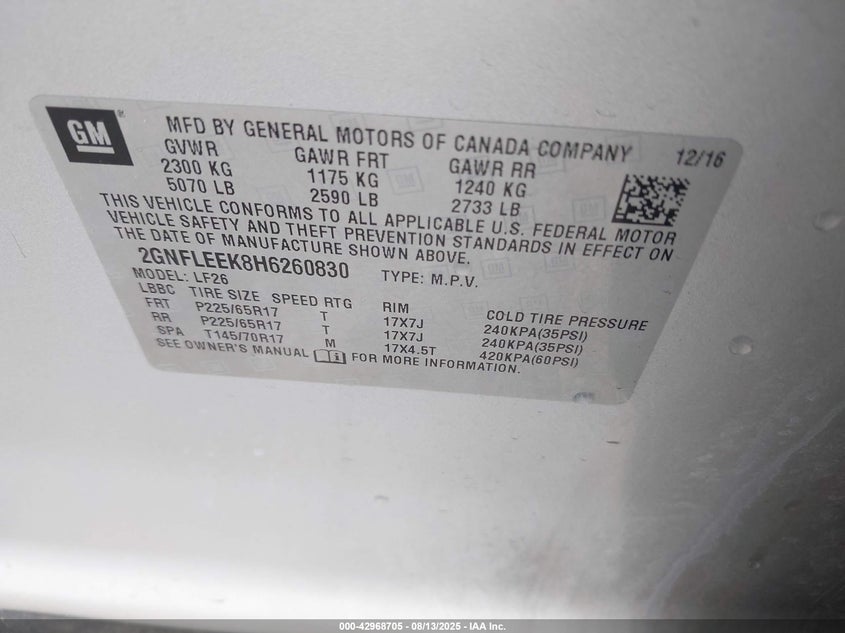 GM
MFD BY GENERAL MOTORS OF CANADA COMPANY 12/16
GVWR GAWR FRT GAWR RR
2300 KG 1175 KG 1240 KG
5070 LB 2590 LB 2733 LB
THIS VEHICLE CONFORMS TO ALL APPLICABLE U.S. FEDERAL MOTOR
VEHICLE SAFETY AND THEFT PREVENTION STANDARDS IN EFFECT ON
THE DATE OF MANUFACTURE SHOWN ABOVE.
2GNFLEEK8H6260830 TYPE: M.P.V.
MODEL: LF26
LBBC TIRE SIZE SPEED RTG RIM COLD TIRE PRESSURE
FRT P225/65R17 T 17X7J 240KPA(35PSI)
RR P225/65R17 T 17X7J 240KPA(35PSI)
SPA T145/70R17 M 17X4.5T 420KPA(60PSI)
SEE OWNER'S MANUAL FOR MORE INFORMATION.
000-42968705 - 08/13/2025 - IAA Inc.